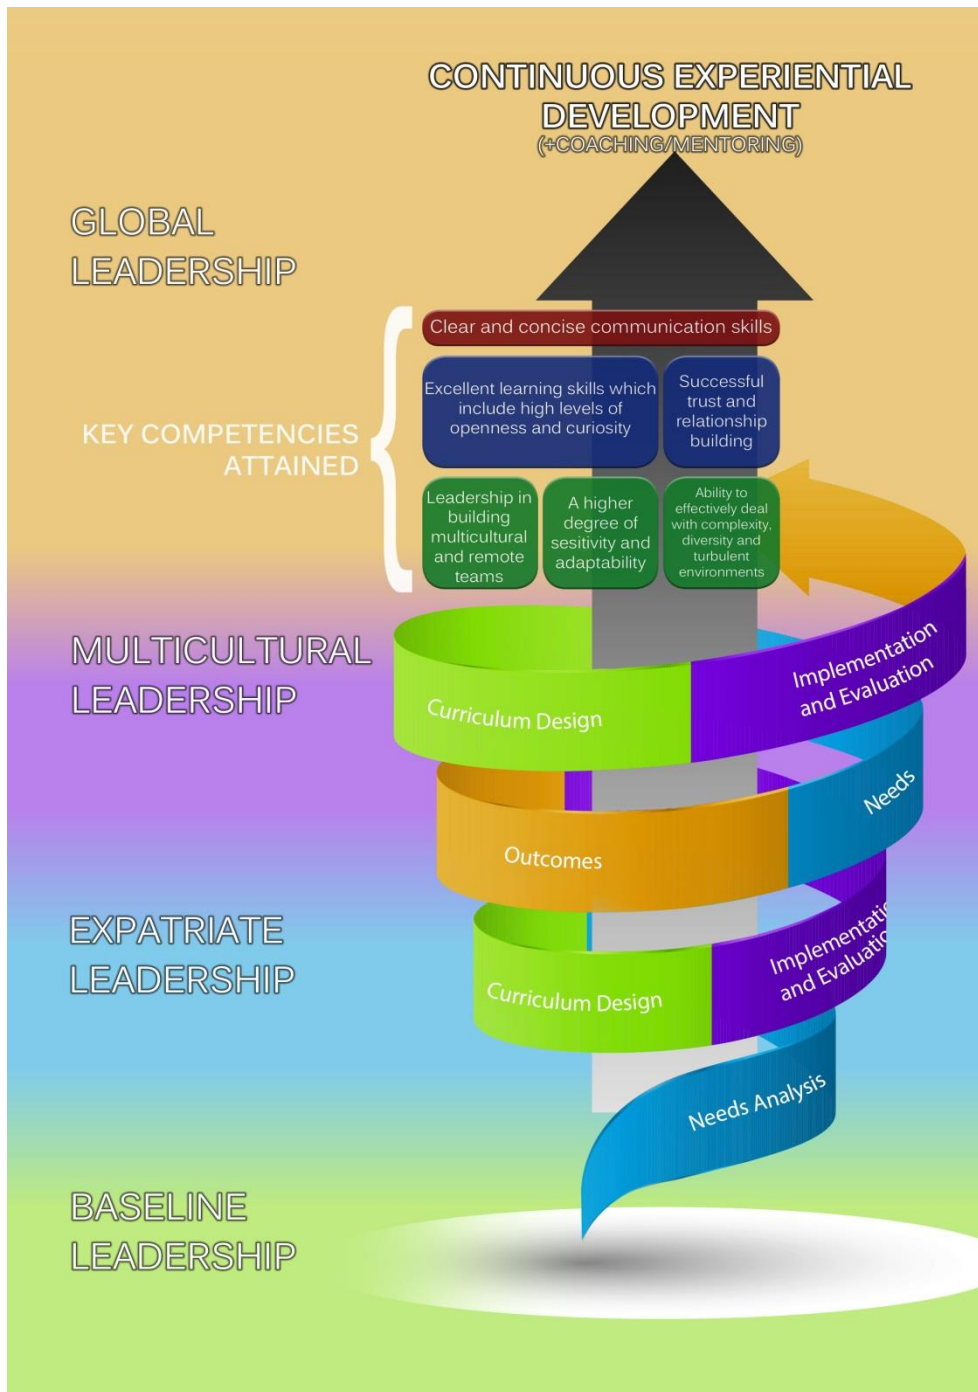 CONTINUOUS EXPERIENTIAL
DEVELOPMENT
(+COACHING/MENTORING)
GLOBAL
LEADERSHIP
KEY COMPETENCIES
ATTAINED
Clear and concise communication skills
Excellent learning skills which
include high levels of
openness and curiosity
Successful
trust and
relationship
building
Leadership in
building
multicultural
and remote
teams
A higher
degree of
sesitivity and
adaptability
Ability to
effectively deal
with complexity,
diversity and
turbulent
environments
MULTICULTURAL
LEADERSHIP
Curriculum Design
Implementation
and Evaluation
Outcomes
Needs
EXPATRIATE
LEADERSHIP
Curriculum Design
Implementatic
and Evaluatio
Needs Analysis
BASELINE
LEADERSHIP